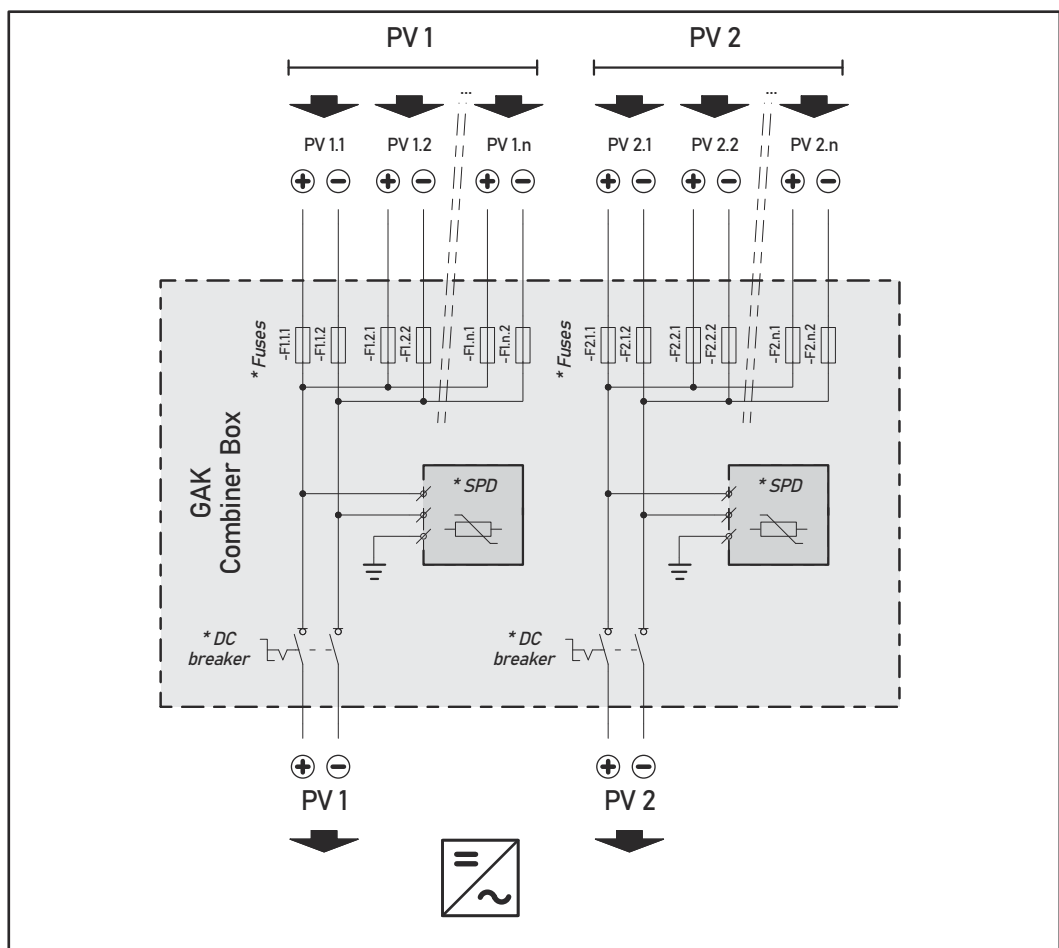 PV 1 PV 2
... ...
PV 1.1 PV 1.2 PV 1.n PV 2.1 PV 2.2 PV 2.n
+ − + − + − + − + − + −
* Fuses -F1.1.1 -F1.1.2 -F1.2.1 -F1.2.2 -F1.n.1 -F1.n.2 * Fuses -F2.1.1 -F2.1.2 -F2.2.1 -F2.2.2 -F2.n.1 -F2.n.2
GAK
Combiner Box
* SPD * SPD
* DC * DC
breaker breaker
+ − + −
PV 1 PV 2
= ~